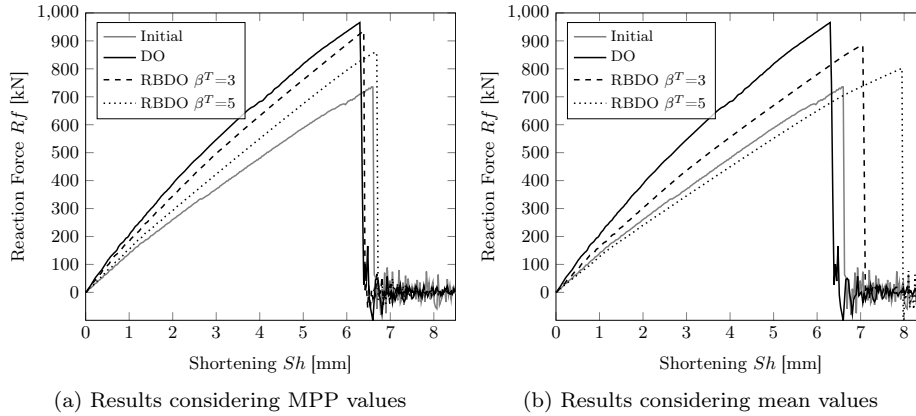 1,000
900
800
700
600
500
400
300
200
100
0
0 1 2 3 4 5 6 7 8
Reaction Force Rf [kN]
Shortening Sh [mm]
Initial
DO
RBDO β^T=3
RBDO β^T=5
(a) Results considering MPP values
1,000
900
800
700
600
500
400
300
200
100
0
0 1 2 3 4 5 6 7 8
Reaction Force Rf [kN]
Shortening Sh [mm]
Initial
DO
RBDO β^T=3
RBDO β^T=5
(b) Results considering mean values